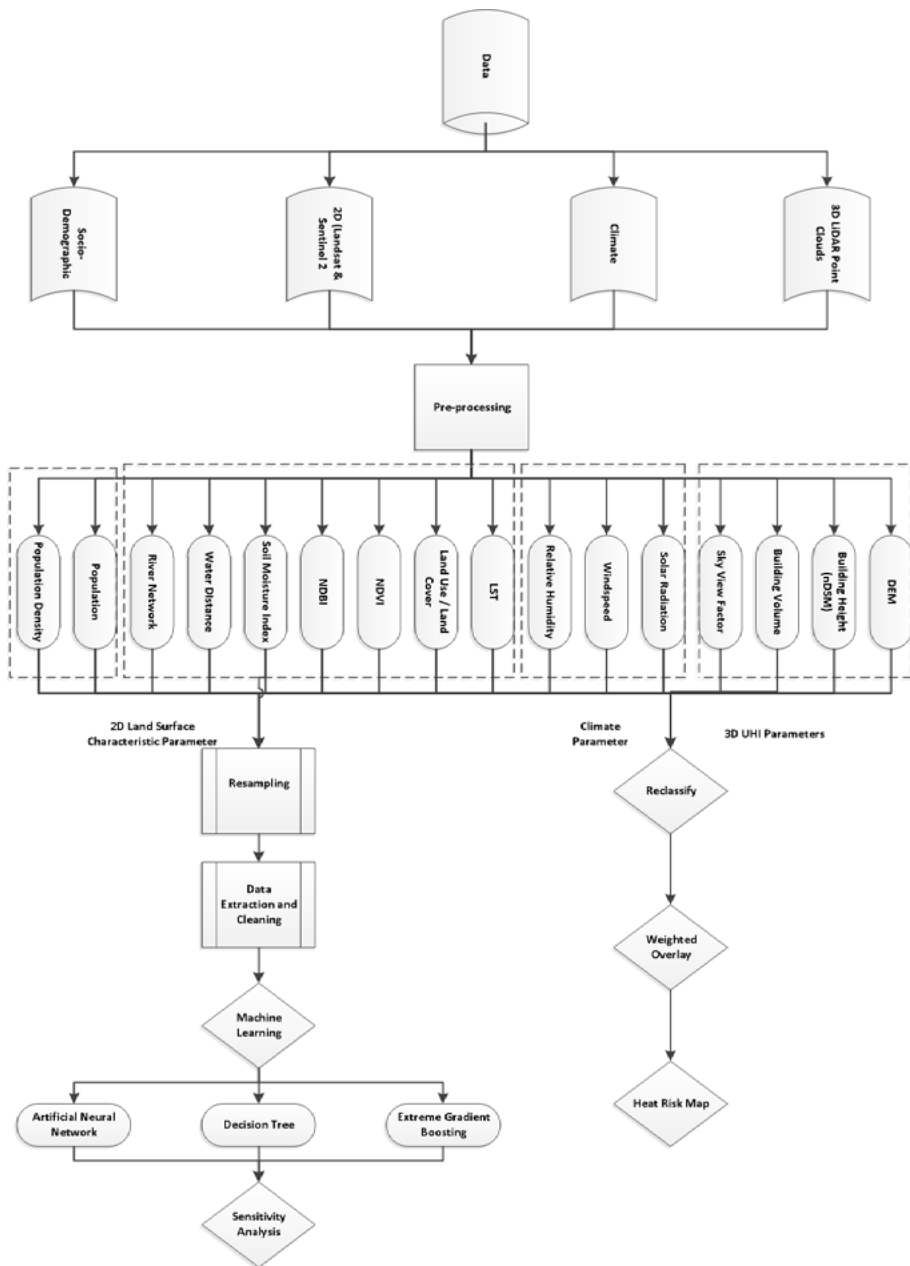 Data
Socio-
Demographic
2D (Landsat &
Sentinel 2
Climate
3D LiDAR Point
Clouds
Pre-processing
Population Density
Population
River Network
Water Distance
Soil Moisture Index
NDBI
NDVI
Land Use / Land
Cover
LST
Relative Humidity
Windspeed
Solar Radiation
Sky View Factor
Building Volume
Building Height
(nDSM)
DEM
2D Land Surface
Characteristic Parameter
Climate
Parameter
3D UHI Parameters
Resampling
Reclassify
Data
Extraction and
Cleaning
Weighted
Overlay
Machine
Learning
Heat Risk Map
Artificial Neural
Network
Decision Tree
Extreme Gradient
Boosting
Sensitivity
Analysis